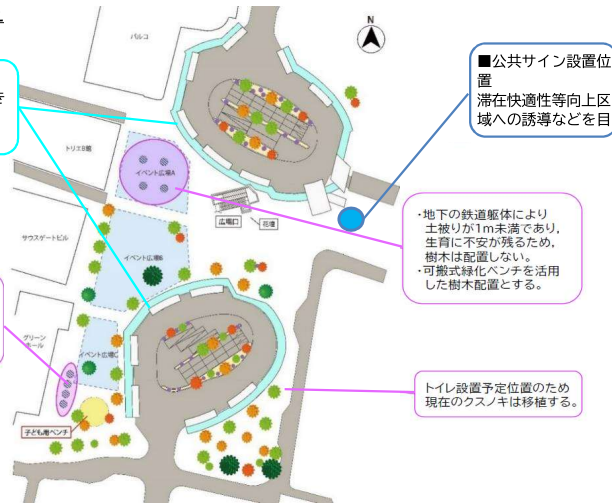 パルコ
N
■公共サイン設置位
置
滞在快適性等向上区
域への誘導などを目
き
トリエB館
イベント広場A
広場口
花壇
・地下の鉄道躯体により
土被りが1m未満であり,
生育に不安が残るため,
樹木は配置しない。
・可搬式緑化ベンチを活用
した樹木配置とする。
サウスゲートビル
イベント広場B
グリーン
ホール
イベント広場C
トイレ設置予定位置のため
現在のクスノキは移植する。
子ども用ベンチ